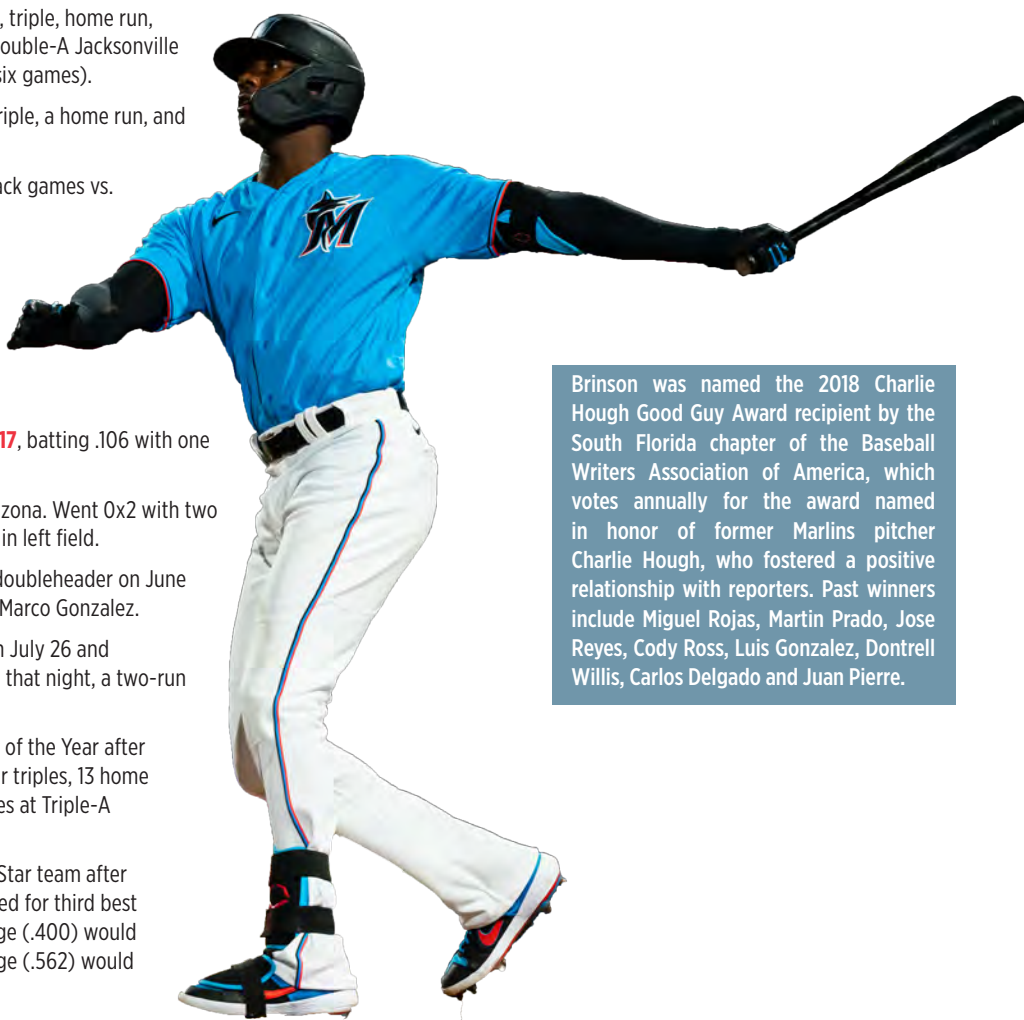 , triple, home run,
ouble-A Jacksonville
six games).
riple, a home run, and
ack games vs.
17, batting .106 with one
zona. Went 0x2 with two
in left field.
doubleheader on June
Marco Gonzalez.
n July 26 and
that night, a two-run
of the Year after
r triples, 13 home
es at Triple-A
Star team after
ed for third best
ge (.400) would
ge (.562) would
M
Brinson was named the 2018 Charlie
Hough Good Guy Award recipient by the
South Florida chapter of the Baseball
Writers Association of America, which
votes annually for the award named
in honor of former Marlins pitcher
Charlie Hough, who fostered a positive
relationship with reporters. Past winners
include Miguel Rojas, Martin Prado, Jose
Reyes, Cody Ross, Luis Gonzalez, Dontrell
Willis, Carlos Delgado and Juan Pierre.